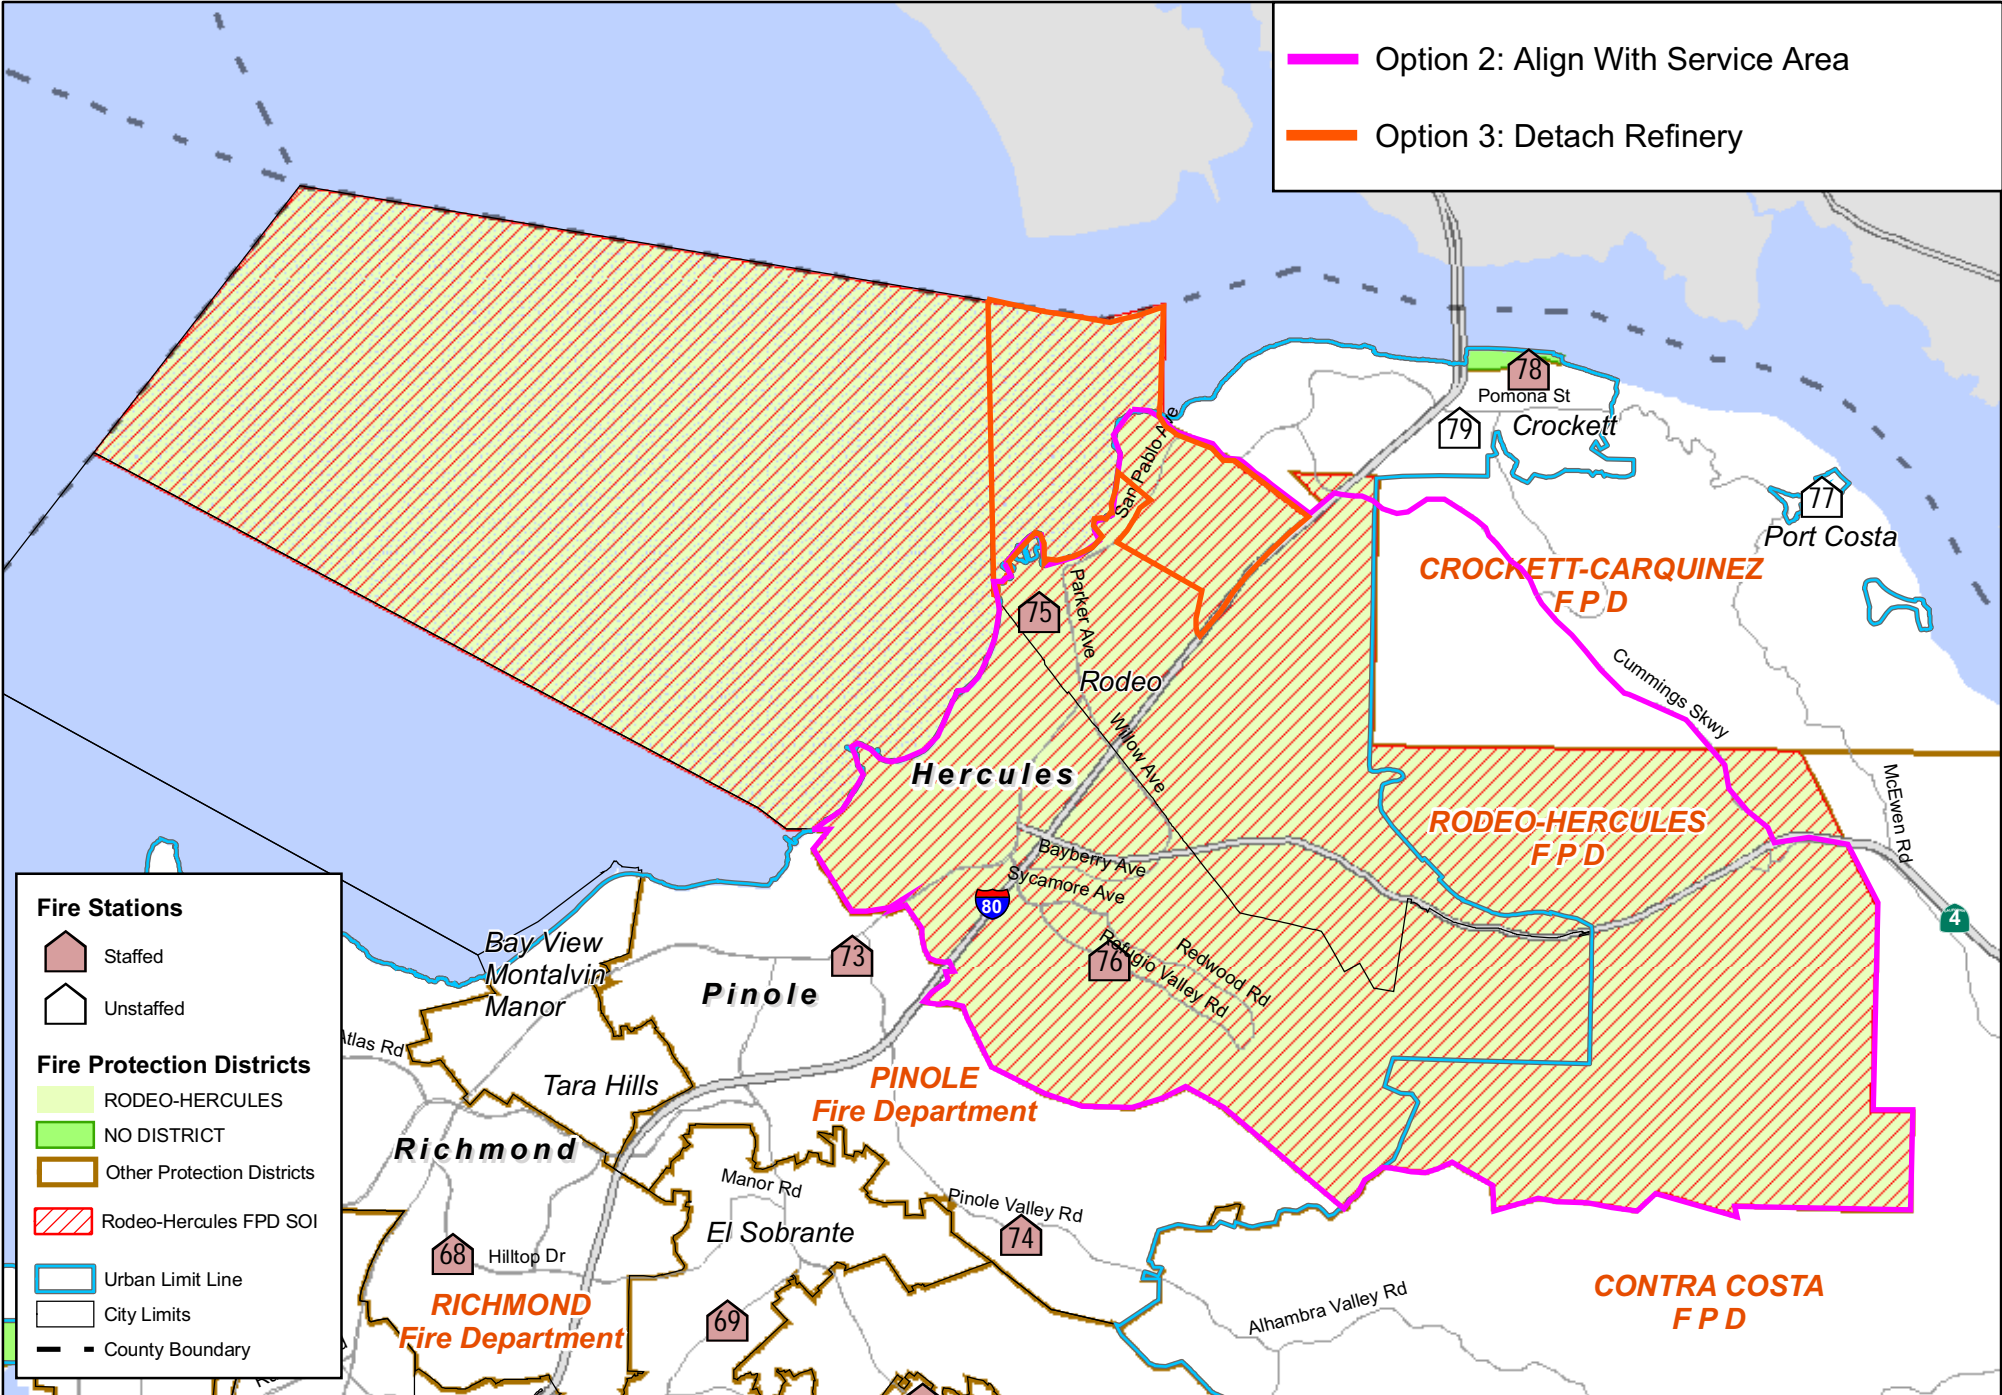 Option 2: Align With Service Area
Option 3: Detach Refinery
78
Pomona St
Crockett
79
San Pablo Ave
77
Port Costa
CROCKETT-CARQUINEZ
F P D
75
Parker Ave
Rodeo
Cummings Skwy
Willow Ave
Hercules
McEwen Rd
RODEO-HERCULES
F P D
Bayberry Ave
Sycamore Ave
80
4
Bay View
Montalvin
Manor
73
Pinole
76
Refugio Valley Rd
Redwood Rd
Atlas Rd
Tara Hills
PINOLE
Fire Department
Richmond
Manor Rd
Pinole Valley Rd
El Sobrante
74
68
Hilltop Dr
RICHMOND
Fire Department
69
Alhambra Valley Rd
CONTRA COSTA
F P D
Fire Stations
Staffed
Unstaffed
Fire Protection Districts
RODEO-HERCULES
NO DISTRICT
Other Protection Districts
Rodeo-Hercules FPD SOI
Urban Limit Line
City Limits
County Boundary